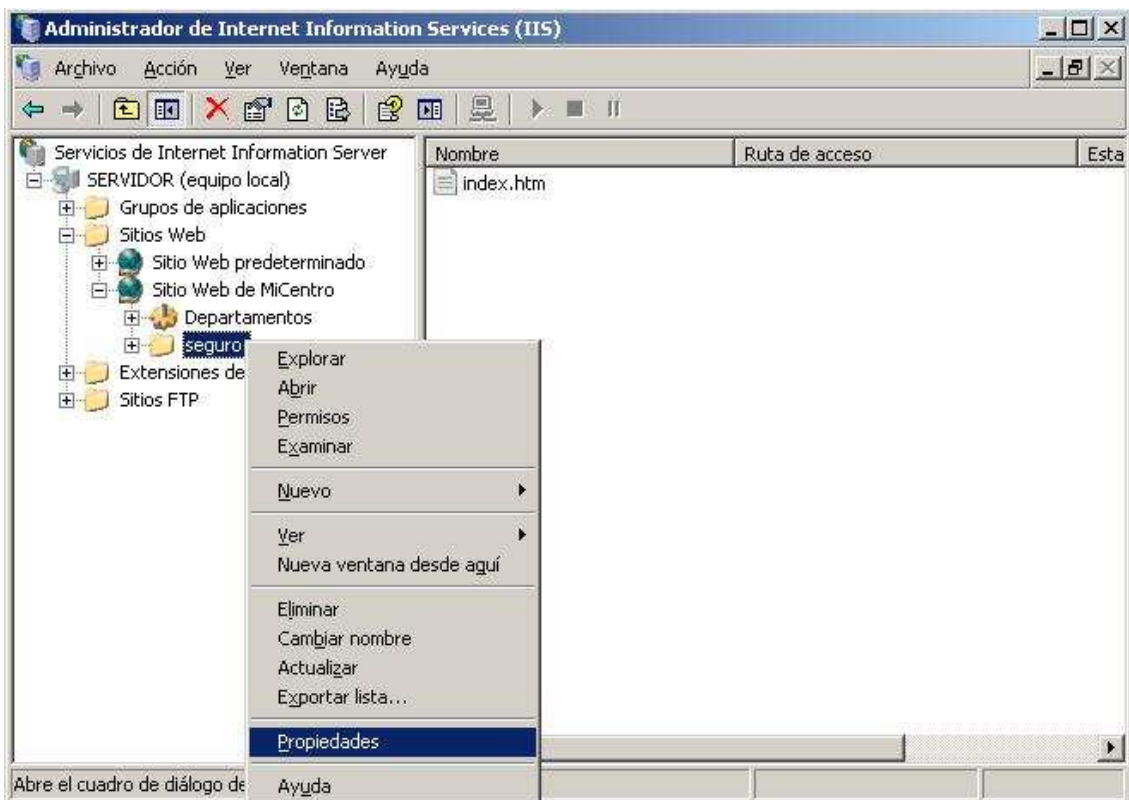 Administrador de Internet Information Services (IIS)
Archivo Acción Ver Ventana Ayuda
Servicios de Internet Information Server
SERVIDOR (equipo local)
Grupos de aplicaciones
Sitios Web
Sitio Web predeterminado
Sitio Web de MiCentro
Departamentos
seguro
Extensiones de
Sitios FTP
Nombre Ruta de acceso Esta
index.htm
Explorar
Abrir
Permisos
Examinar
Nuevo
Ver
Nueva ventana desde aquí
Eliminar
Cambiar nombre
Actualizar
Exportar lista...
Propiedades
Ayuda
Abre el cuadro de diálogo de